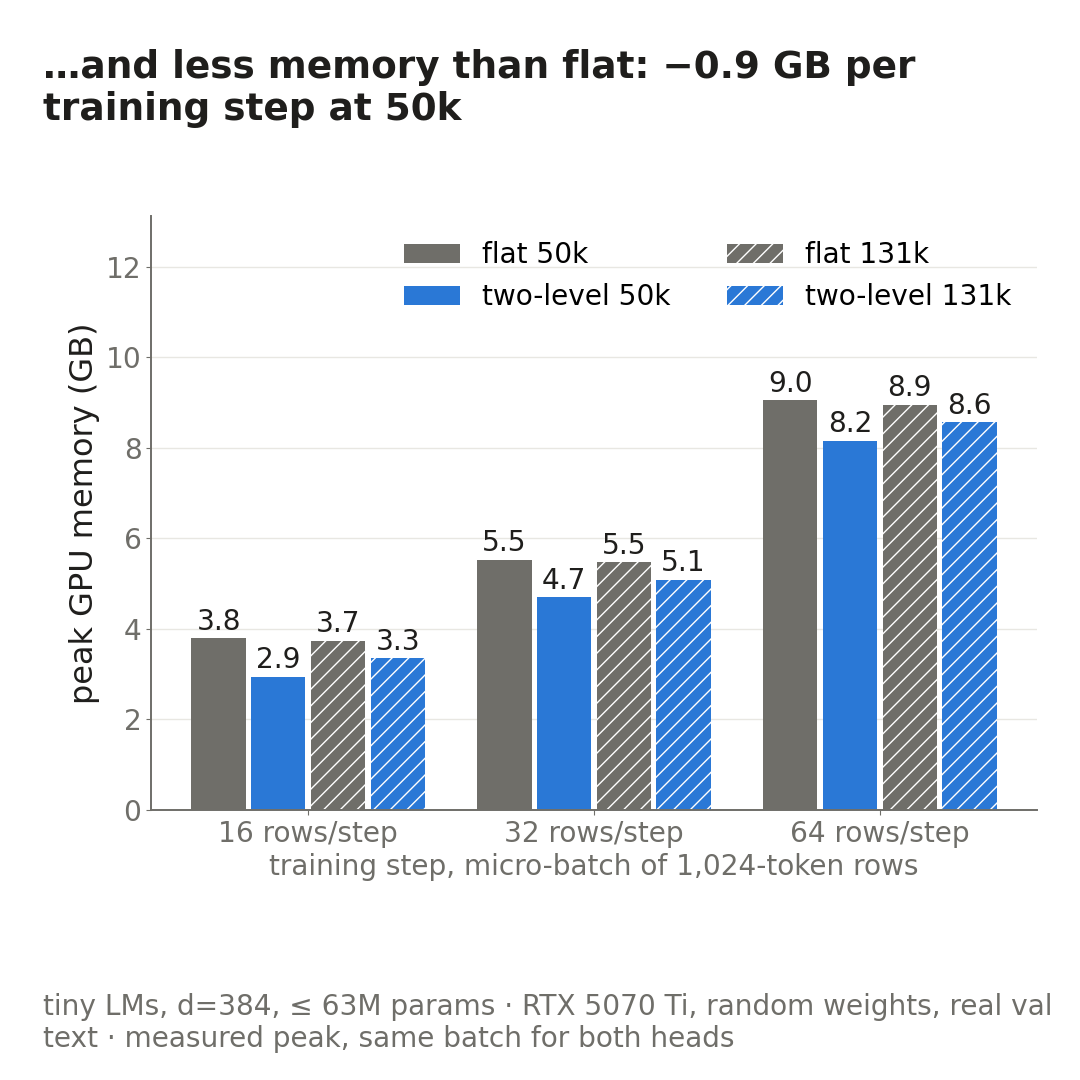 …and less memory than flat: −0.9 GB per
training step at 50k
flat 50k
two-level 50k
flat 131k
two-level 131k
peak GPU memory (GB)
12
10
8
6
4
2
0
3.8
2.9
3.7
3.3
5.5
4.7
5.5
5.1
9.0
8.2
8.9
8.6
16 rows/step
32 rows/step
64 rows/step
training step, micro-batch of 1,024-token rows
tiny LMs, d=384, ≤ 63M params · RTX 5070 Ti, random weights, real val
text · measured peak, same batch for both heads